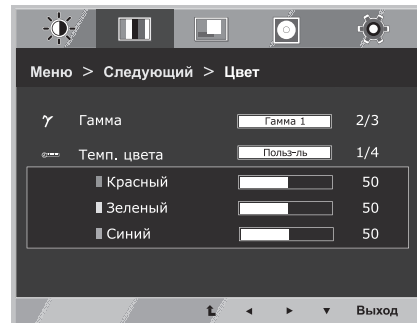 Меню > Следующий > Цвет
γ Гамма Гамма 1 2/3
Темп. цвета Польз-ль 1/4
Красный 50
Зеленый 50
Синий 50
Выход